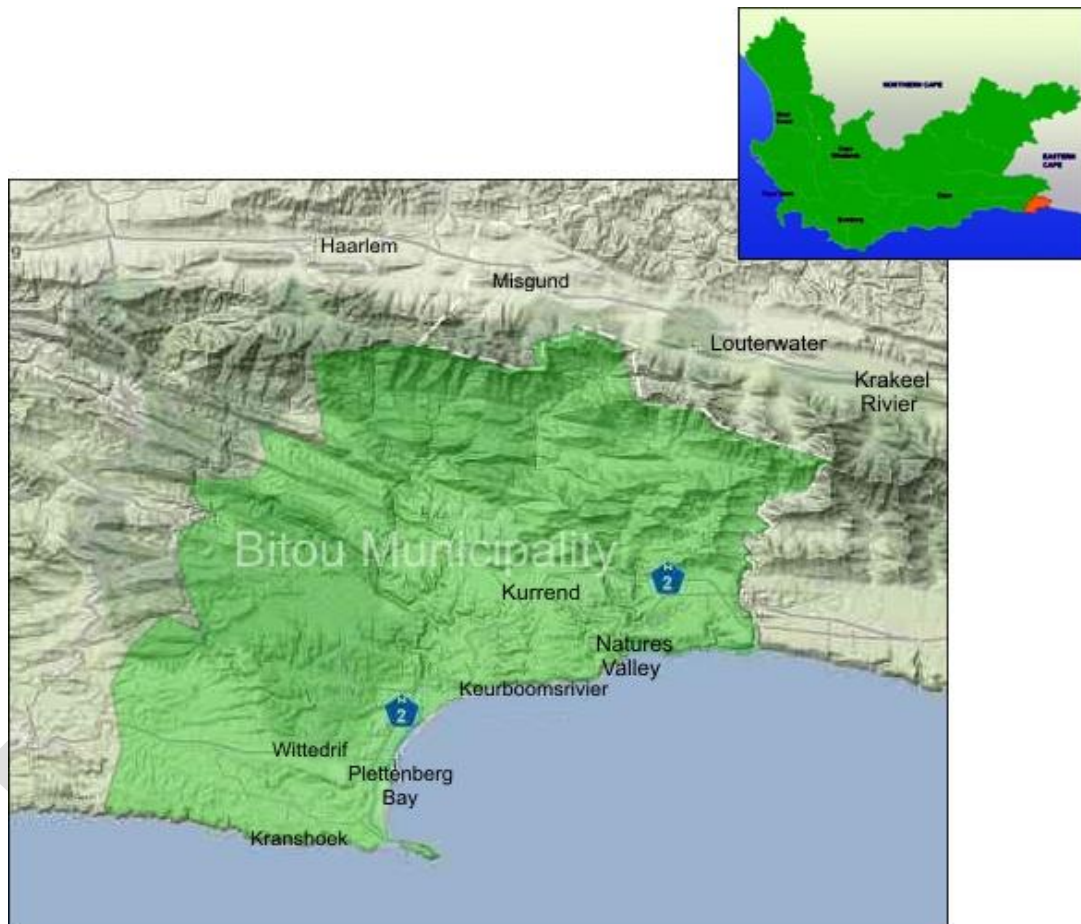 NORTHERN CAPE
EASTERN
CAPE
Haarlem
g
Misgund
Louterwater
Krakeel
Rivier
Bitou Municipality
N
2
Kurrend
Natures
Valley
Keurboomsrivier
N
2
Wittedrif
Plettenberg
Bay
Kranshoek